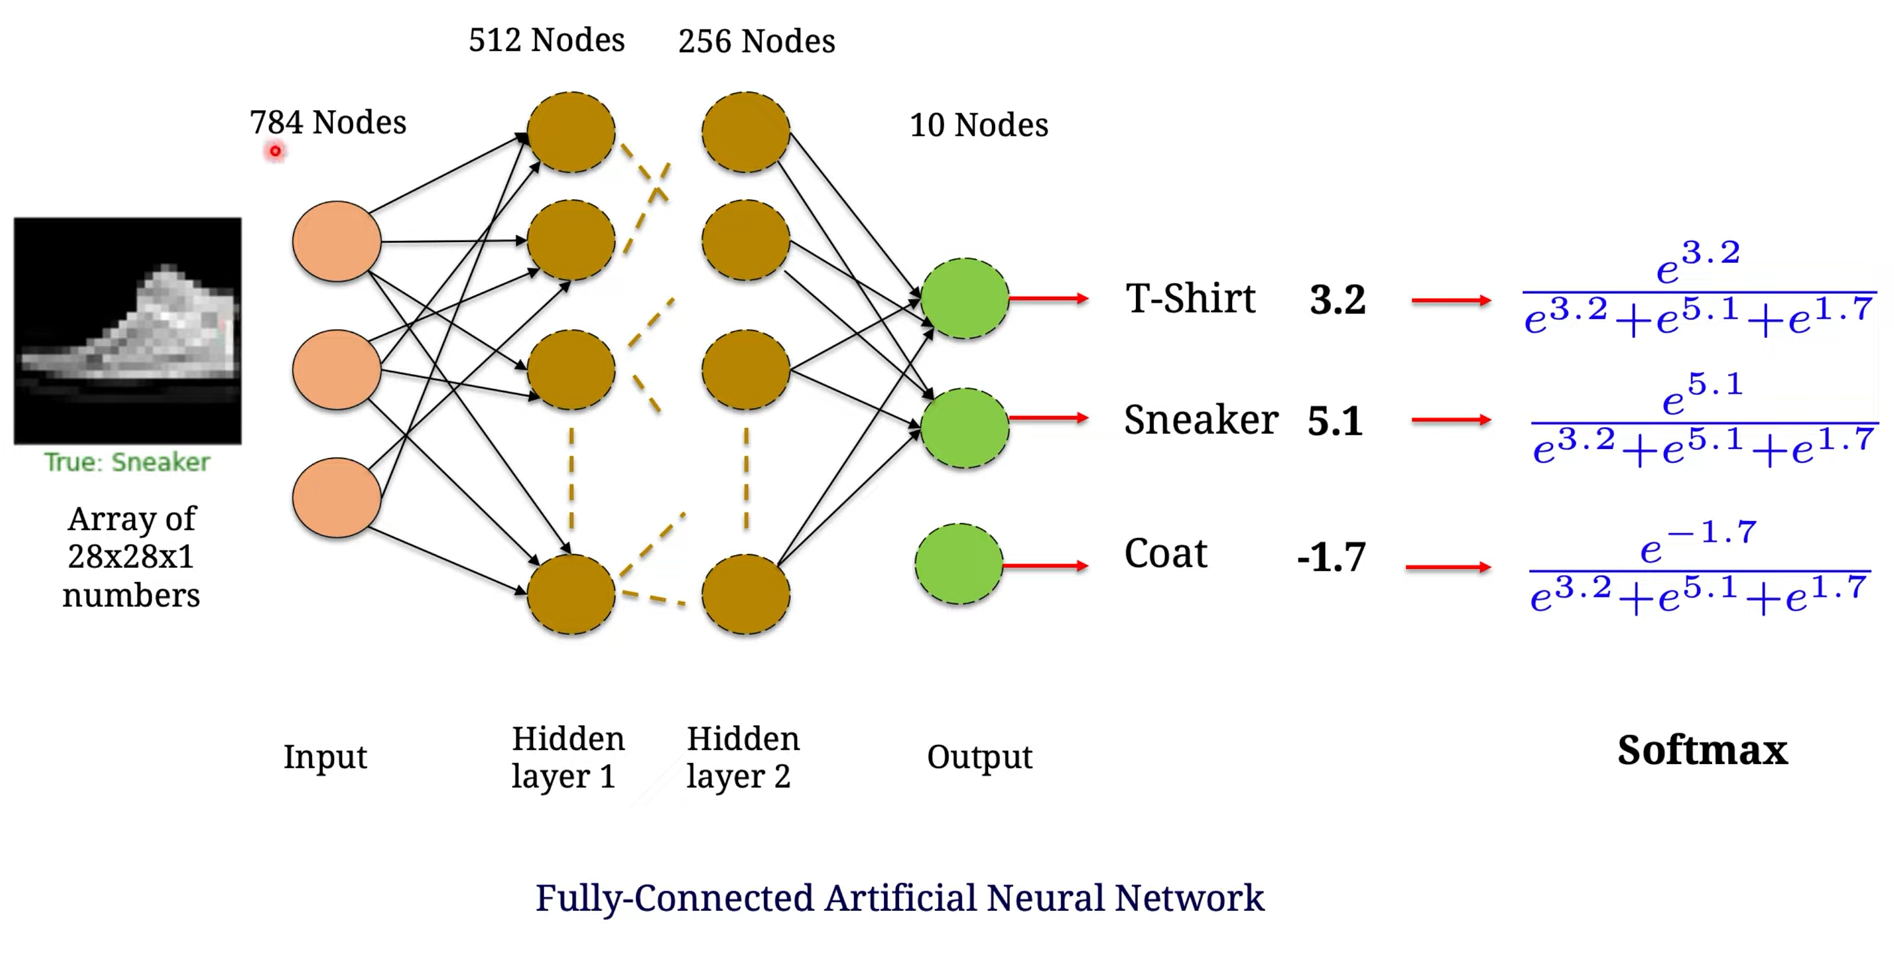 512 Nodes
256 Nodes
784 Nodes
10 Nodes
True: Sneaker
Array of
28x28x1
numbers
T-Shirt 3.2
e^3.2
e^3.2+e^5.1+e^1.7
Sneaker 5.1
e^5.1
e^3.2+e^5.1+e^1.7
Coat -1.7
e^−1.7
e^3.2+e^5.1+e^1.7
Input
Hidden
layer 1
Hidden
layer 2
Output
Softmax
Fully-Connected Artificial Neural Network